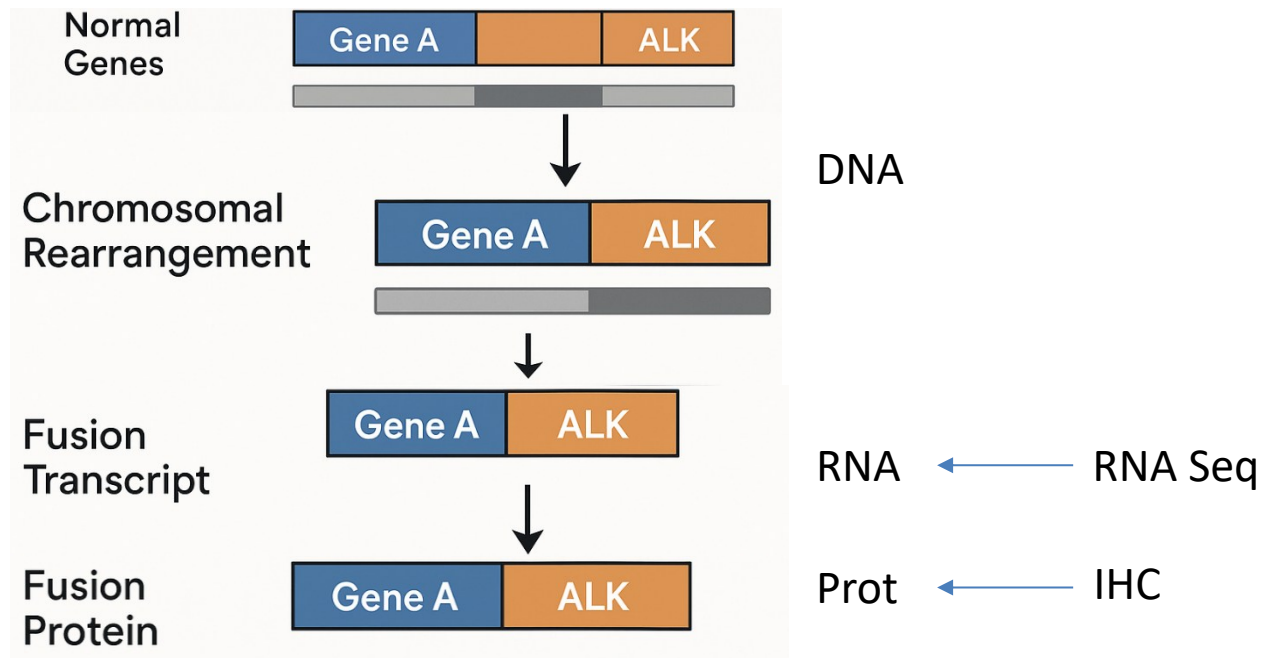 Normal
Genes
Gene A
ALK
DNA
Chromosomal
Rearrangement
Gene A
ALK
Fusion
Transcript
Gene A
ALK
RNA
RNA Seq
Fusion
Protein
Gene A
ALK
Prot
IHC